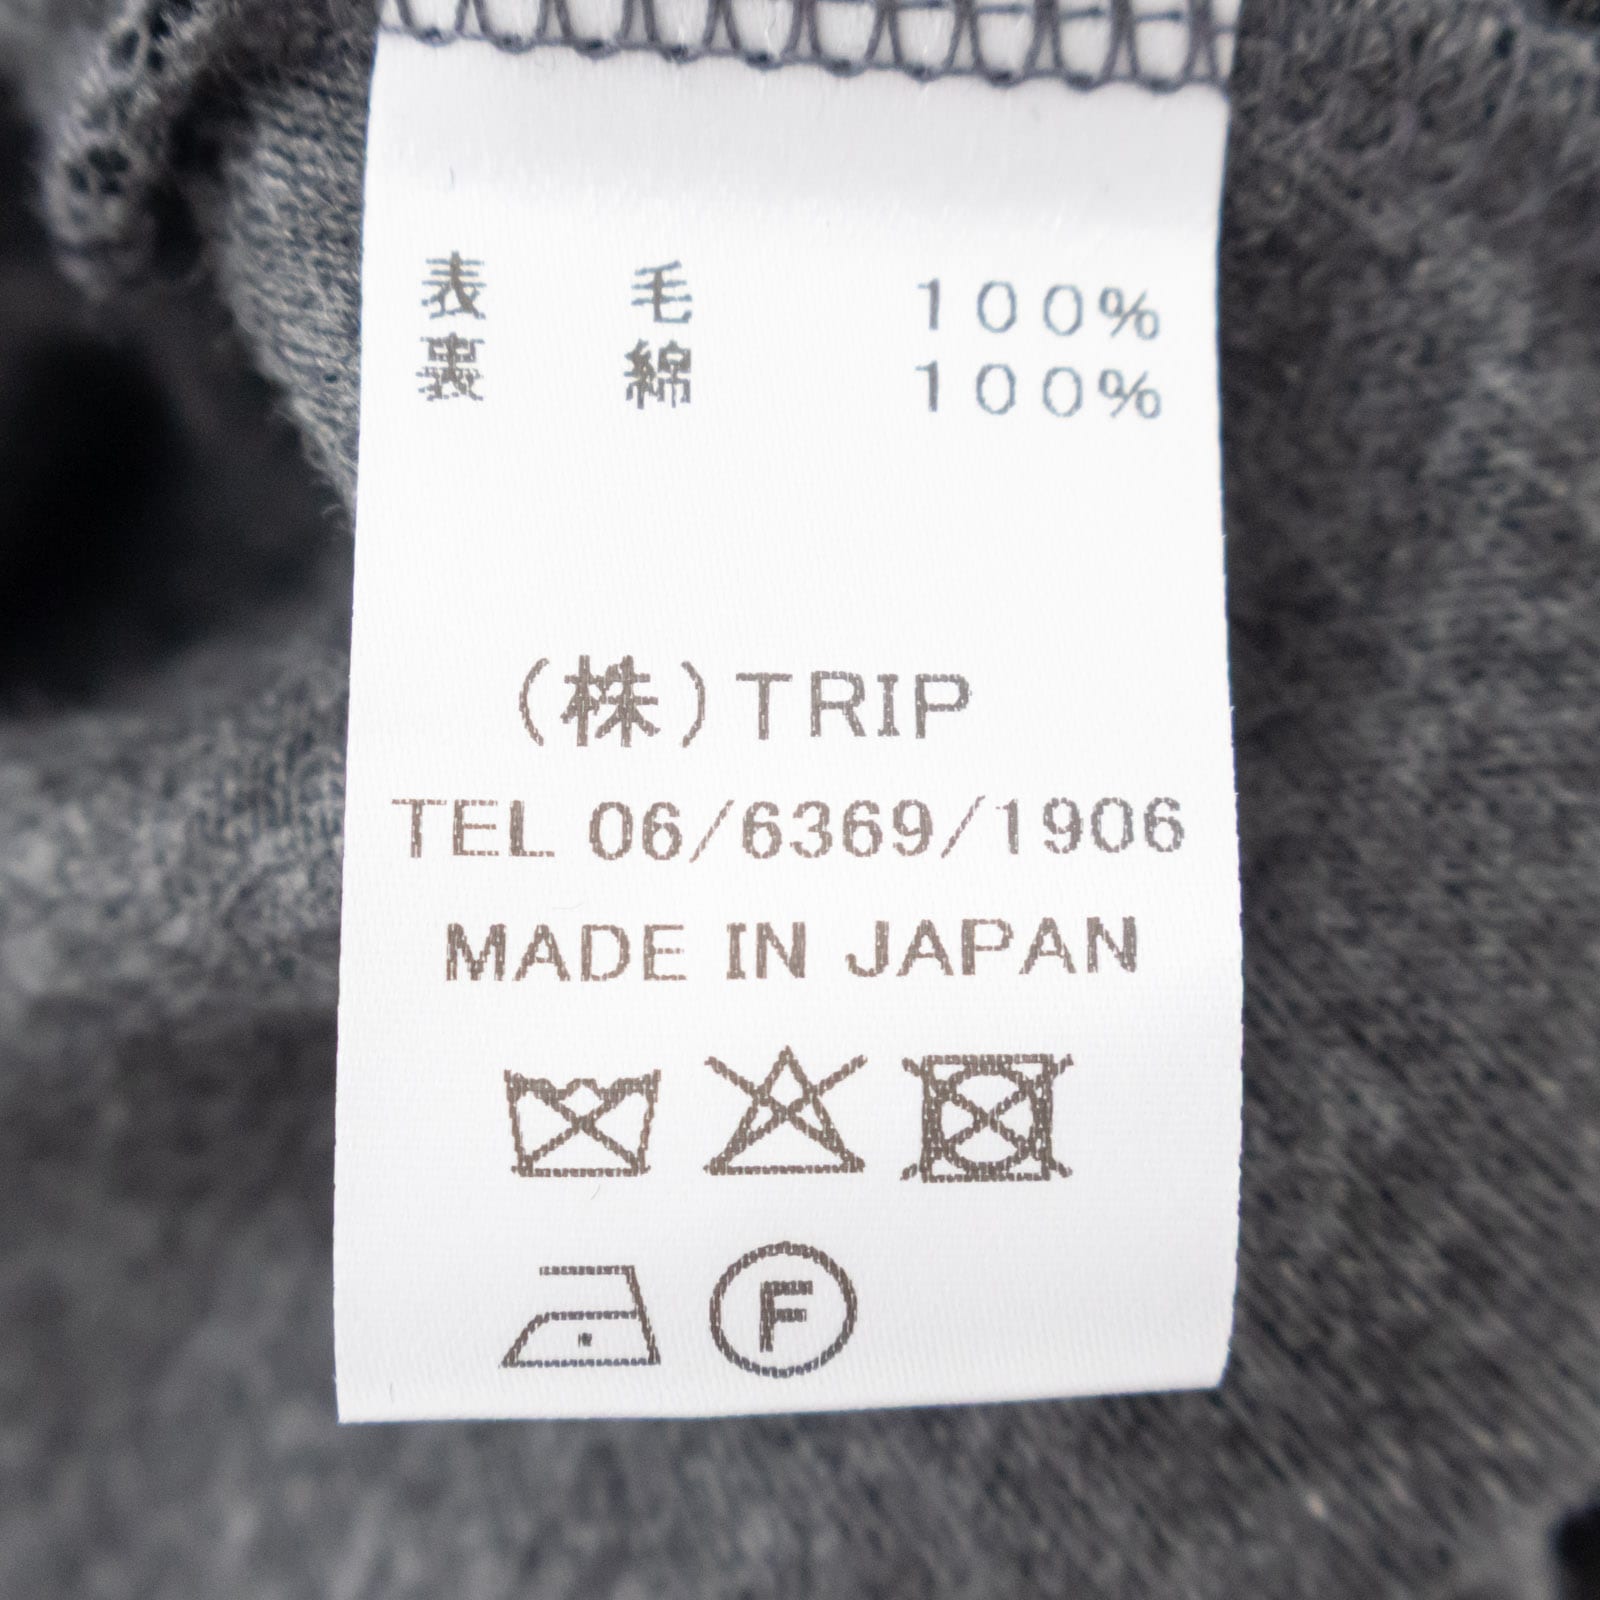 表 毛 100%
裏 綿 100%
(株)TRIP
TEL 06/6369/1906
MADE IN JAPAN
F